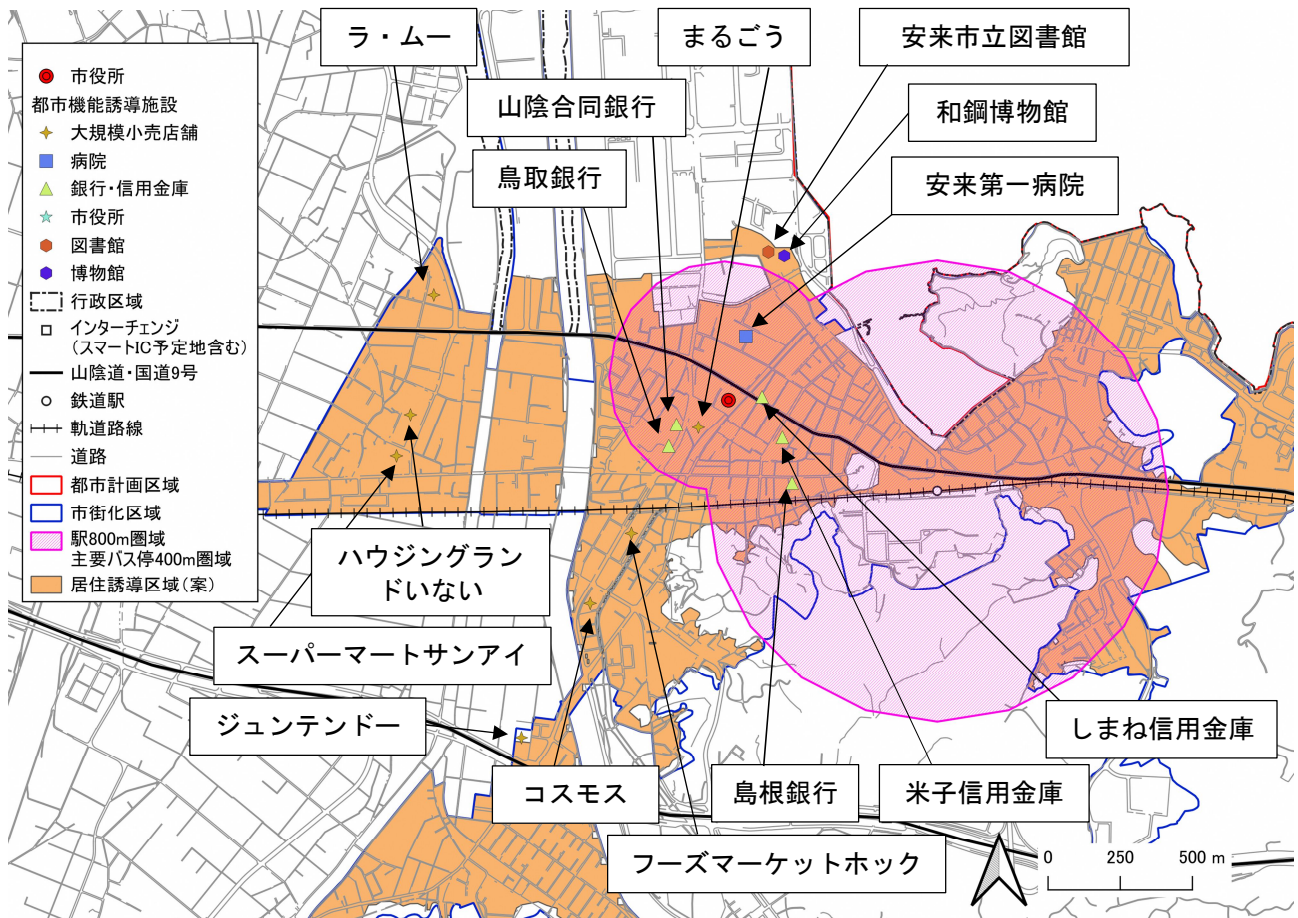 ラ・ムー
まるごう
安来市立図書館
山陰合同銀行
和鋼博物館
鳥取銀行
安来第一病院
市役所
都市機能誘導施設
大規模小売店舗
病院
銀行・信用金庫
市役所
図書館
博物館
行政区域
インターチェンジ
(スマートIC予定地含む)
山陰道・国道9号
鉄道駅
軌道路線
道路
都市計画区域
市街化区域
駅800m圏域
主要バス停400m圏域
居住誘導区域(案)
ハウジングラン
ドいない
スーパーマートサンアイ
ジュンテンドー
コスモス
島根銀行
米子信用金庫
しまね信用金庫
フーズマーケットホック
0 250 500 m